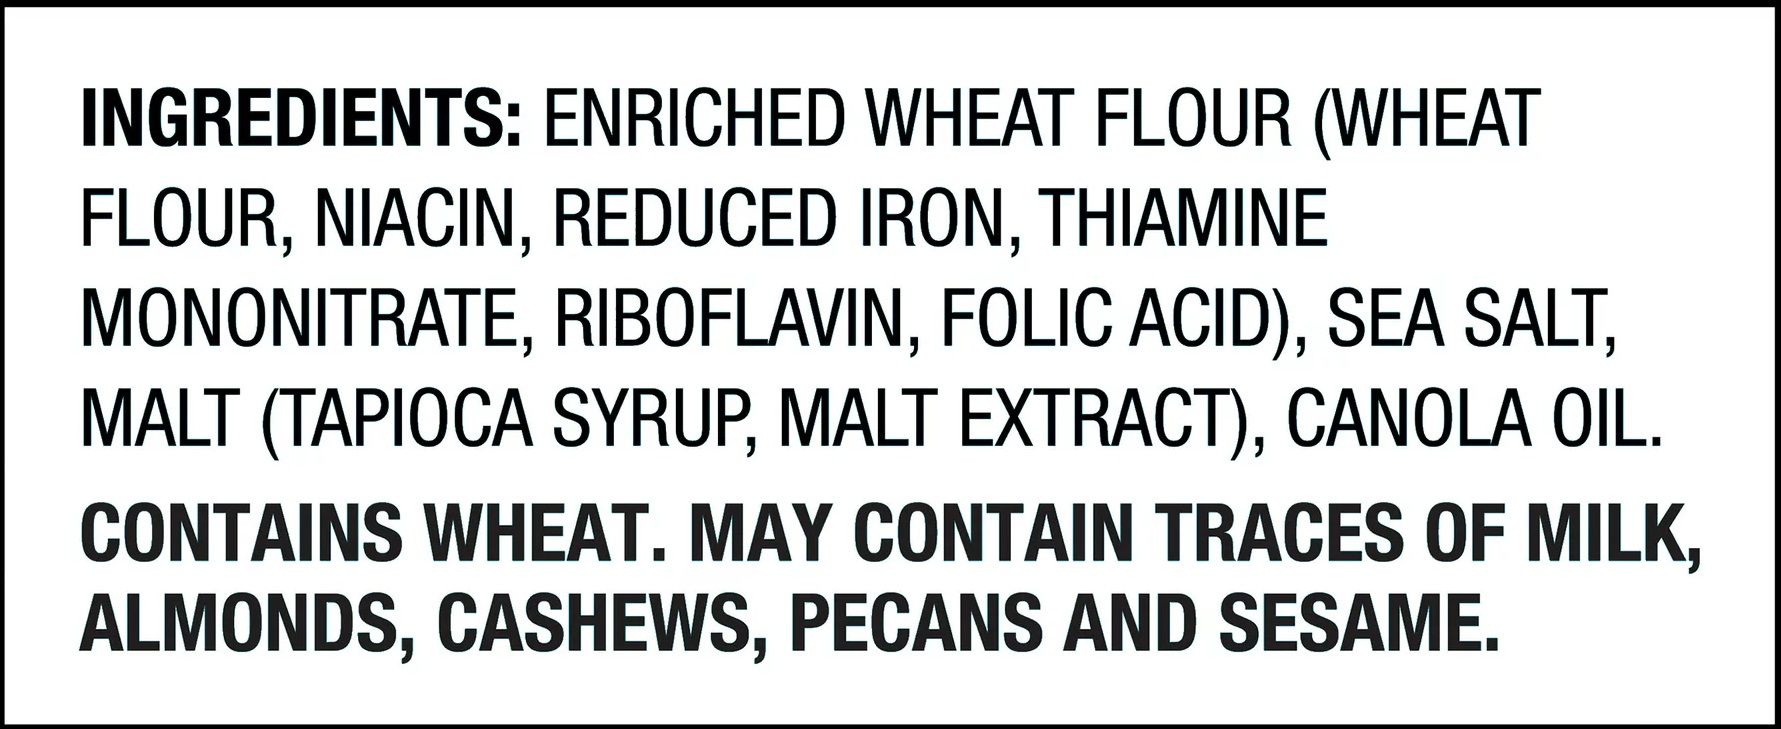 INGREDIENTS: ENRICHED WHEAT FLOUR (WHEAT
FLOUR, NIACIN, REDUCED IRON, THIAMINE
MONONITRATE, RIBOFLAVIN, FOLIC ACID), SEA SALT,
MALT (TAPIOCA SYRUP, MALT EXTRACT), CANOLA OIL.
CONTAINS WHEAT. MAY CONTAIN TRACES OF MILK,
ALMONDS, CASHEWS, PECANS AND SESAME.